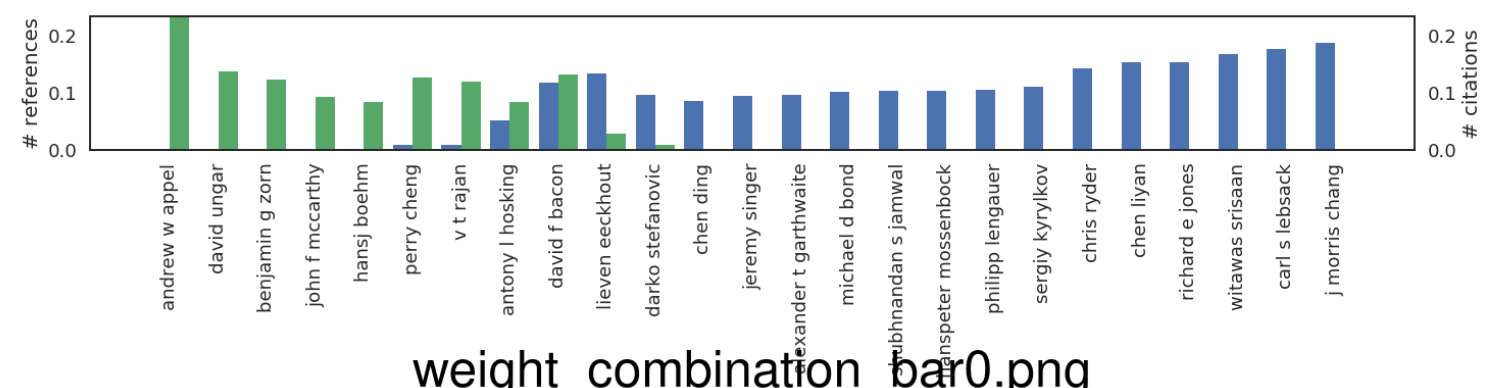 # references
0.2
0.1
0.0
0.2
0.1
0.0
# citations
andrew w appel
david ungar
benjamin g zorn
john f mccarthy
hansj boehm
perry cheng
v t rajan
antony l hosking
david f bacon
lieven eeckhout
darko stefanovic
chen ding
jeremy singer
alexander t garthwaite
michael d bond
shubhnandan s jamwal
hanspeter mossenbock
philipp lengauer
sergiy kyrylkov
chris ryder
chen liyan
richard e jones
witawas srisaan
carl s lebsack
j morris chang
weight_combination_bar0.png